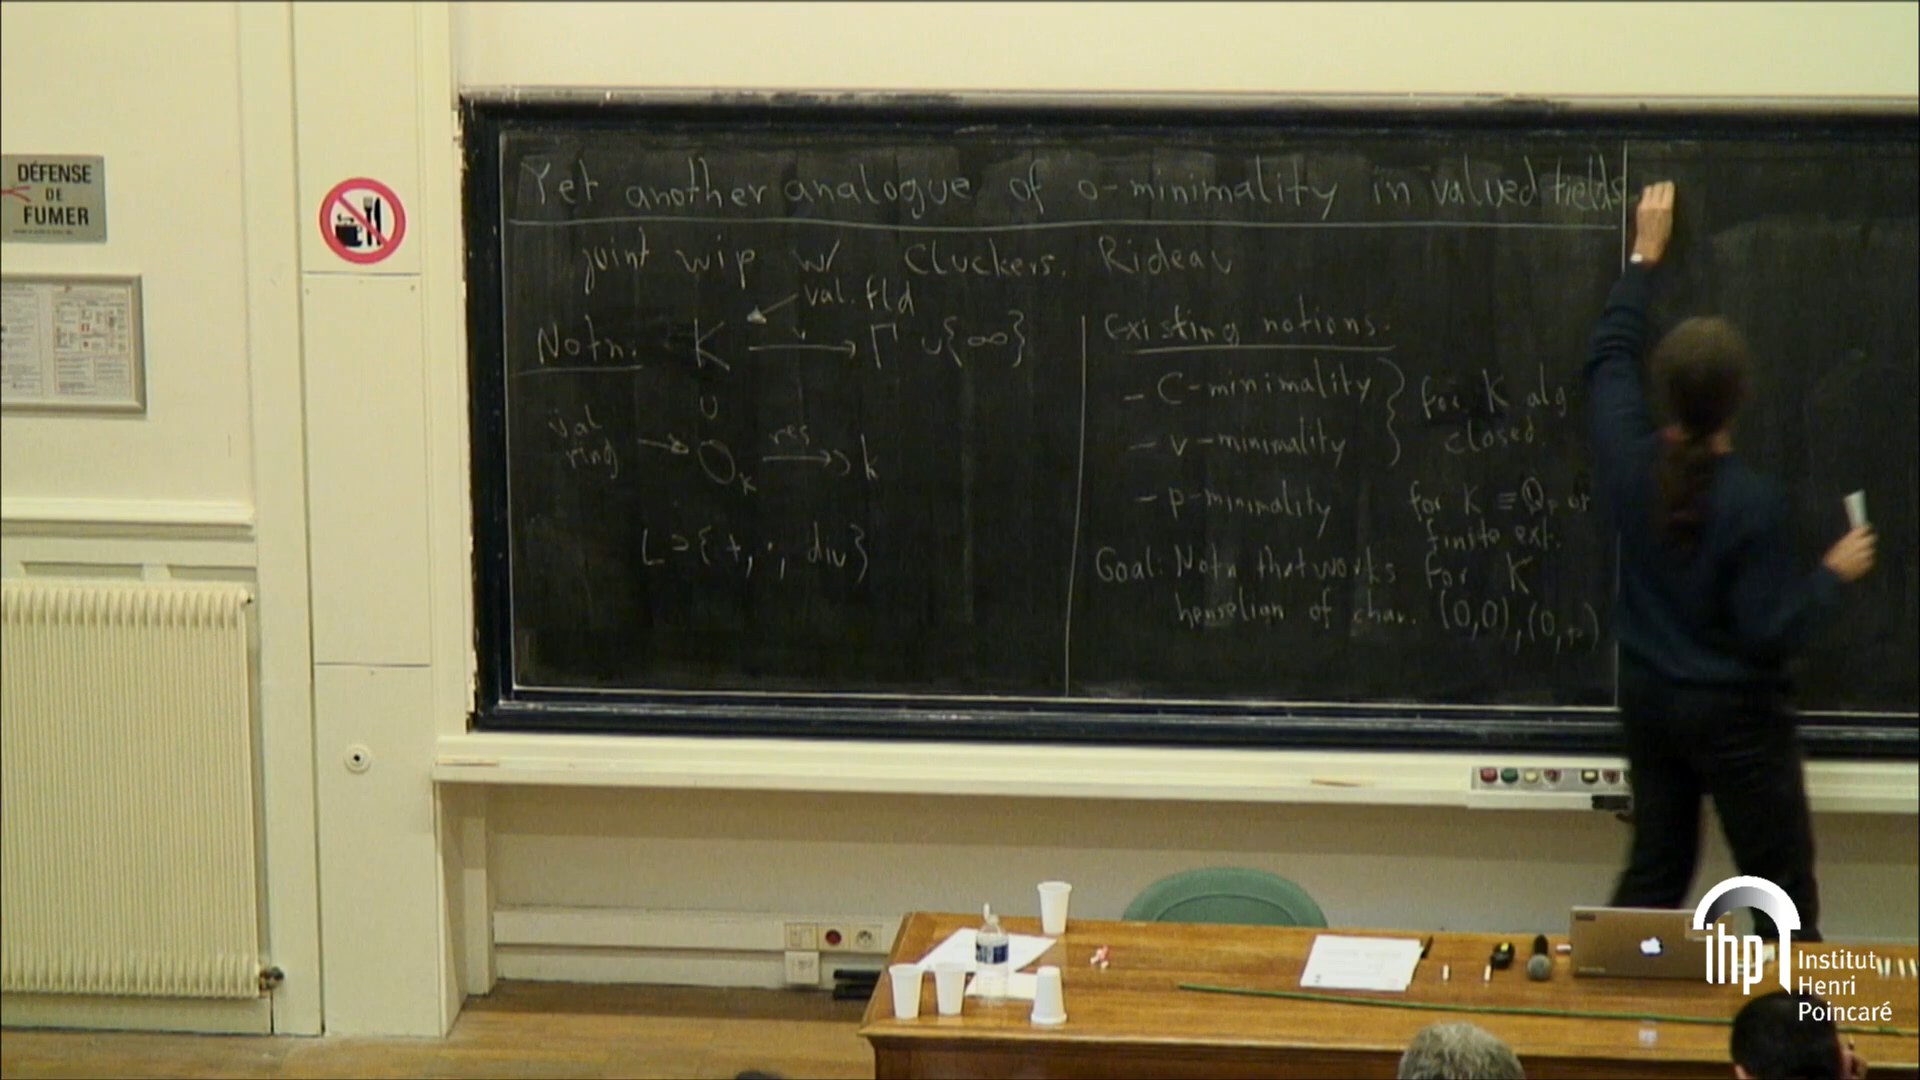 DÉFENSE
DE
FUMER
Yet another analogue of o-minimality in valued fields
joint wip w/ Cluckers, Rideau
Notn: K → Γ ∪ {∞}
val. fld
v
∪
val ring → O_K → k
res
L ⊃ {+, ·, div}
Existing notions:
- C-minimality
- v-minimality
} for K alg closed.
- p-minimality for K ≡ Q_p or finite ext.
Goal: Notn that works for K
henselian of char. (0,0), (0,p)
ihp Institut
Henri
Poincaré